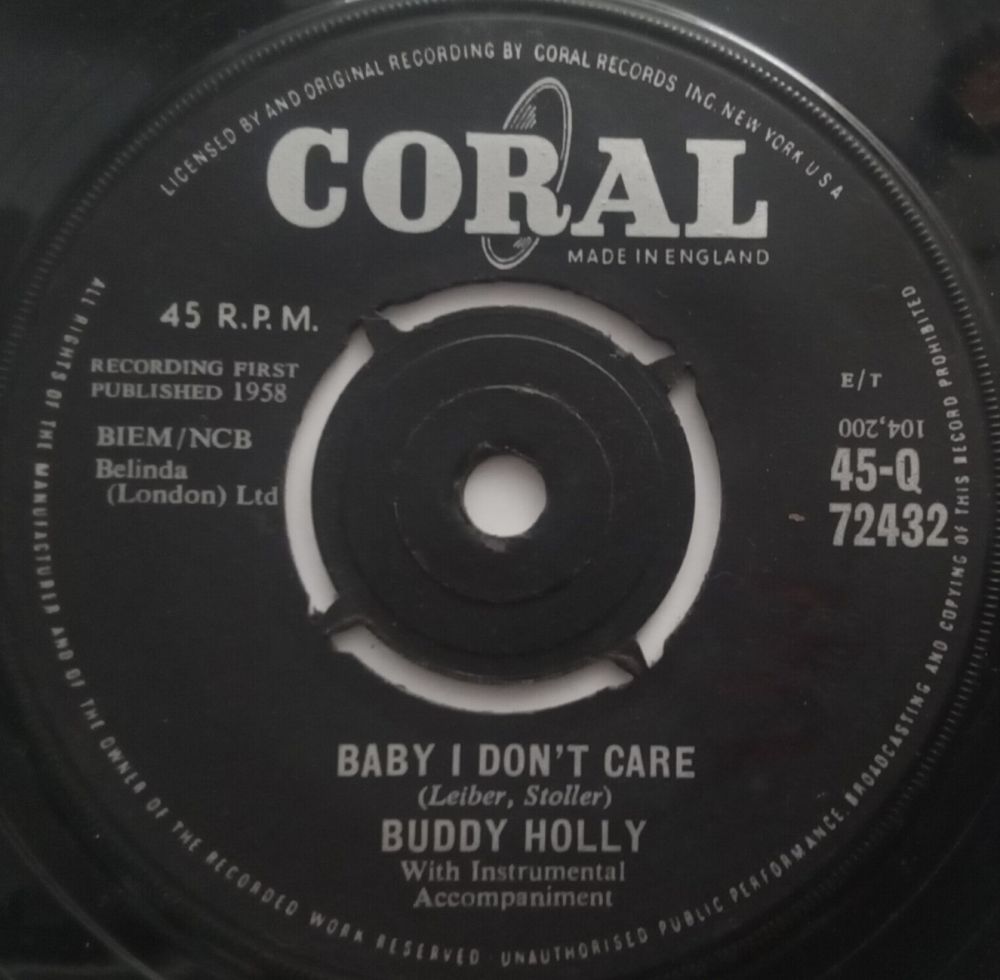 LICENSED BY AND ORIGINAL RECORDING BY CORAL RECORDS INC. NEW YORK U S A
CORAL
MADE IN ENGLAND
45 R.P.M.
RECORDING FIRST
PUBLISHED 1958
BIEM/NCB
Belinda
(London) Ltd
E/T
104,200
45-Q
72432
BABY I DON'T CARE
(Leiber, Stoller)
BUDDY HOLLY
With Instrumental
Accompaniment
ALL RIGHTS OF THE MANUFACTURER AND OF THE OWNER OF THE RECORDED WORK RESERVED UNAUTHORISED PUBLIC PERFORMANCE, BROADCASTING AND COPYING OF THIS RECORD PROHIBITED